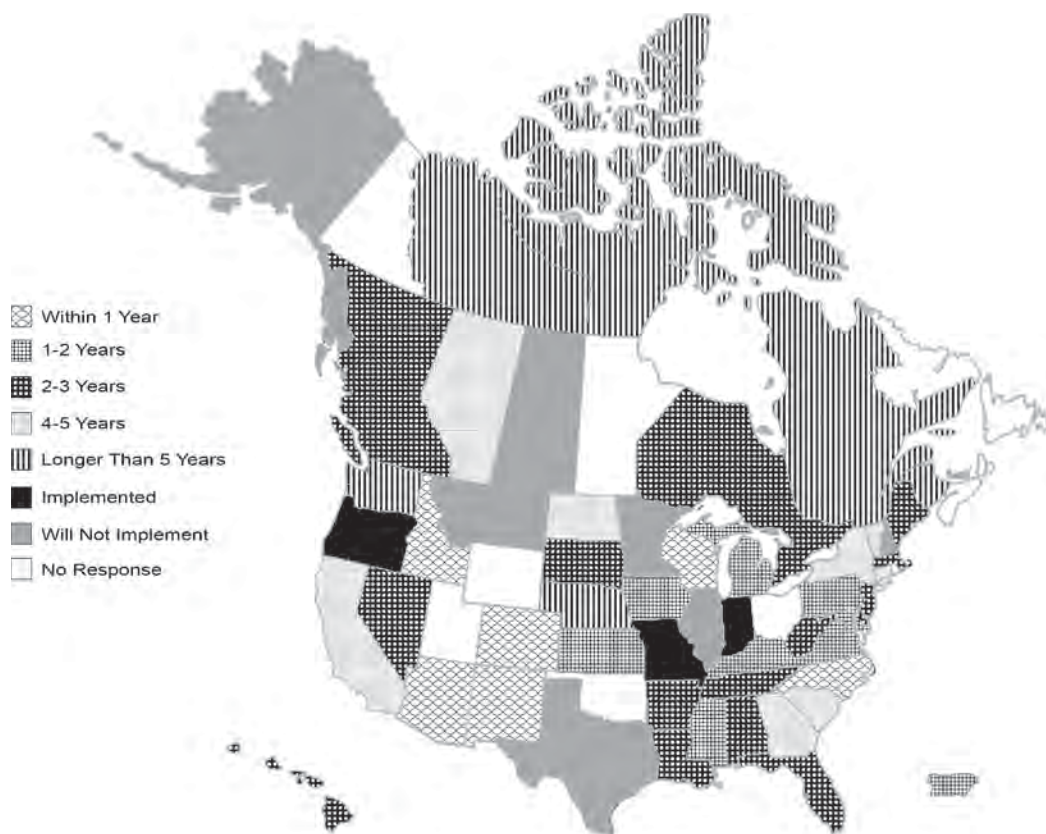 Within 1 Year
1-2 Years
2-3 Years
4-5 Years
Longer Than 5 Years
Implemented
Will Not Implement
No Response